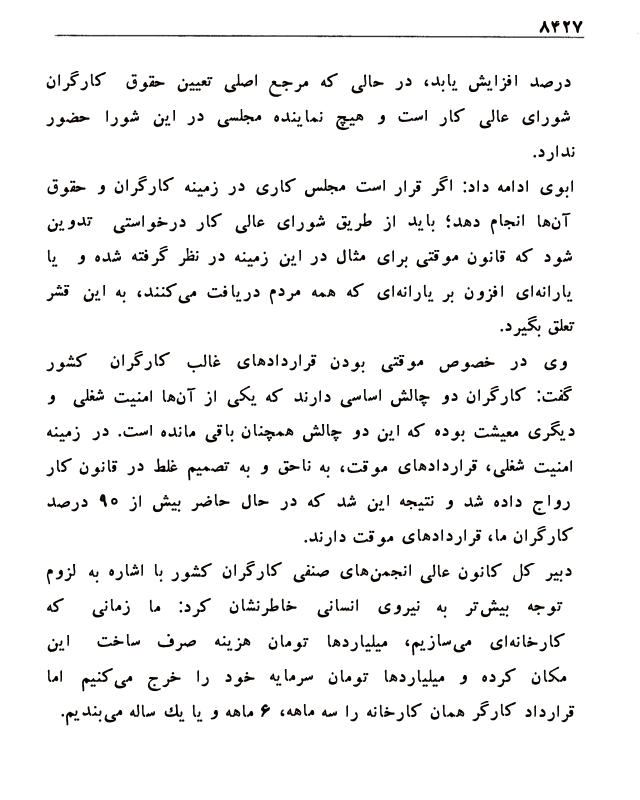 ۸۴۲۷
درصد افزایش یابد، در حالی که مرجع اصلی تعیین حقوق کارگران
شورای عالی کار است و هیچ نماینده مجلسی در این شورا حضور
ندارد.
ابوی ادامه داد: اگر قرار است مجلس کاری در زمینه کارگران و حقوق
آن‌ها انجام دهد؛ باید از طریق شورای عالی کار درخواستی تدوین
شود که قانون موقتی برای مثال در این زمینه در نظر گرفته شده و یا
یارانه‌ای افزون بر یارانه‌ای که همه مردم دریافت می‌کنند، به این قشر
تعلق بگیرد.
وی در خصوص موقتی بودن قراردادهای غالب کارگران کشور
گفت: کارگران دو چالش اساسی دارند که یکی از آن‌ها امنیت شغلی و
دیگری معیشت بوده که این دو چالش همچنان باقی مانده است. در زمینه
امنیت شغلی، قراردادهای موقت، به ناحق و به تصمیم غلط در قانون کار
رواج داده شد و نتیجه این شد که در حال حاضر بیش از ۹۰ درصد
کارگران ما، قراردادهای موقت دارند.
دبیر کل کانون عالی انجمن‌های صنفی کارگران کشور با اشاره به لزوم
توجه بیش‌تر به نیروی انسانی خاطرنشان کرد: ما زمانی که
کارخانه‌ای می‌سازیم، میلیاردها تومان هزینه صرف ساخت این
مکان کرده و میلیاردها تومان سرمایه خود را خرج می‌کنیم اما
قرارداد کارگر همان کارخانه را سه ماهه، ۶ ماهه و یا یك ساله می‌بندیم.